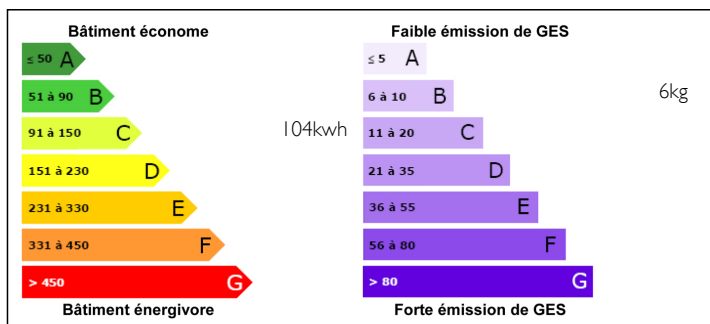 Bâtiment économe
≤ 50 A
51 à 90 B
91 à 150 C
151 à 230 D
231 à 330 E
331 à 450 F
> 450 G
Bâtiment énergivore
104kwh
Faible émission de GES
≤ 5 A
6 à 10 B
11 à 20 C
21 à 35 D
36 à 55 E
56 à 80 F
> 80 G
Forte émission de GES
6kg